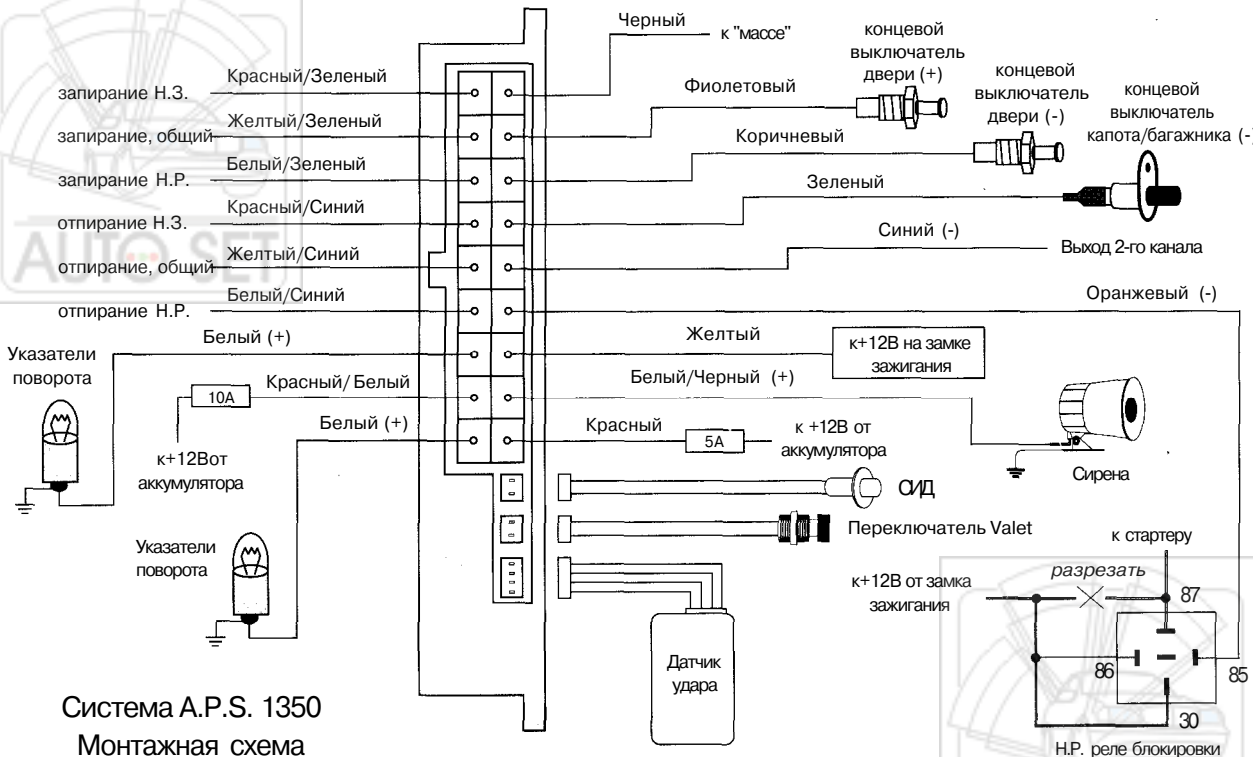 Черный
к "массе"
Красный/Зеленый
запирание Н.З.
Фиолетовый
концевой
выключатель
двери (+)
Желтый/Зеленый
запирание, общий
Коричневый
концевой
выключатель
двери (-)
концевой
выключатель
капота/багажника (-)
Белый/Зеленый
запирание Н.Р.
Зеленый
Красный/Синий
отпирание Н.З.
Синий (-)
Выход 2-го канала
Желтый/Синий
отпирание, общий
AUTO SET
Белый/Синий
отпирание Н.Р.
Оранжевый (-)
Указатели
поворота
Белый (+)
Желтый
к+12В на замке
зажигания
Красный/Белый
10А
к+12Вот
аккумулятора
Белый/Черный (+)
Сирена
Белый (+)
Красный
5А
к +12В от
аккумулятора
СИД
Переключатель Valet
Указатели
поворота
Датчик
удара
к стартеру
к+12В от замка
зажигания
разрезать
87
86
85
30
Н.Р. реле блокировки
Система A.P.S. 1350
Монтажная схема